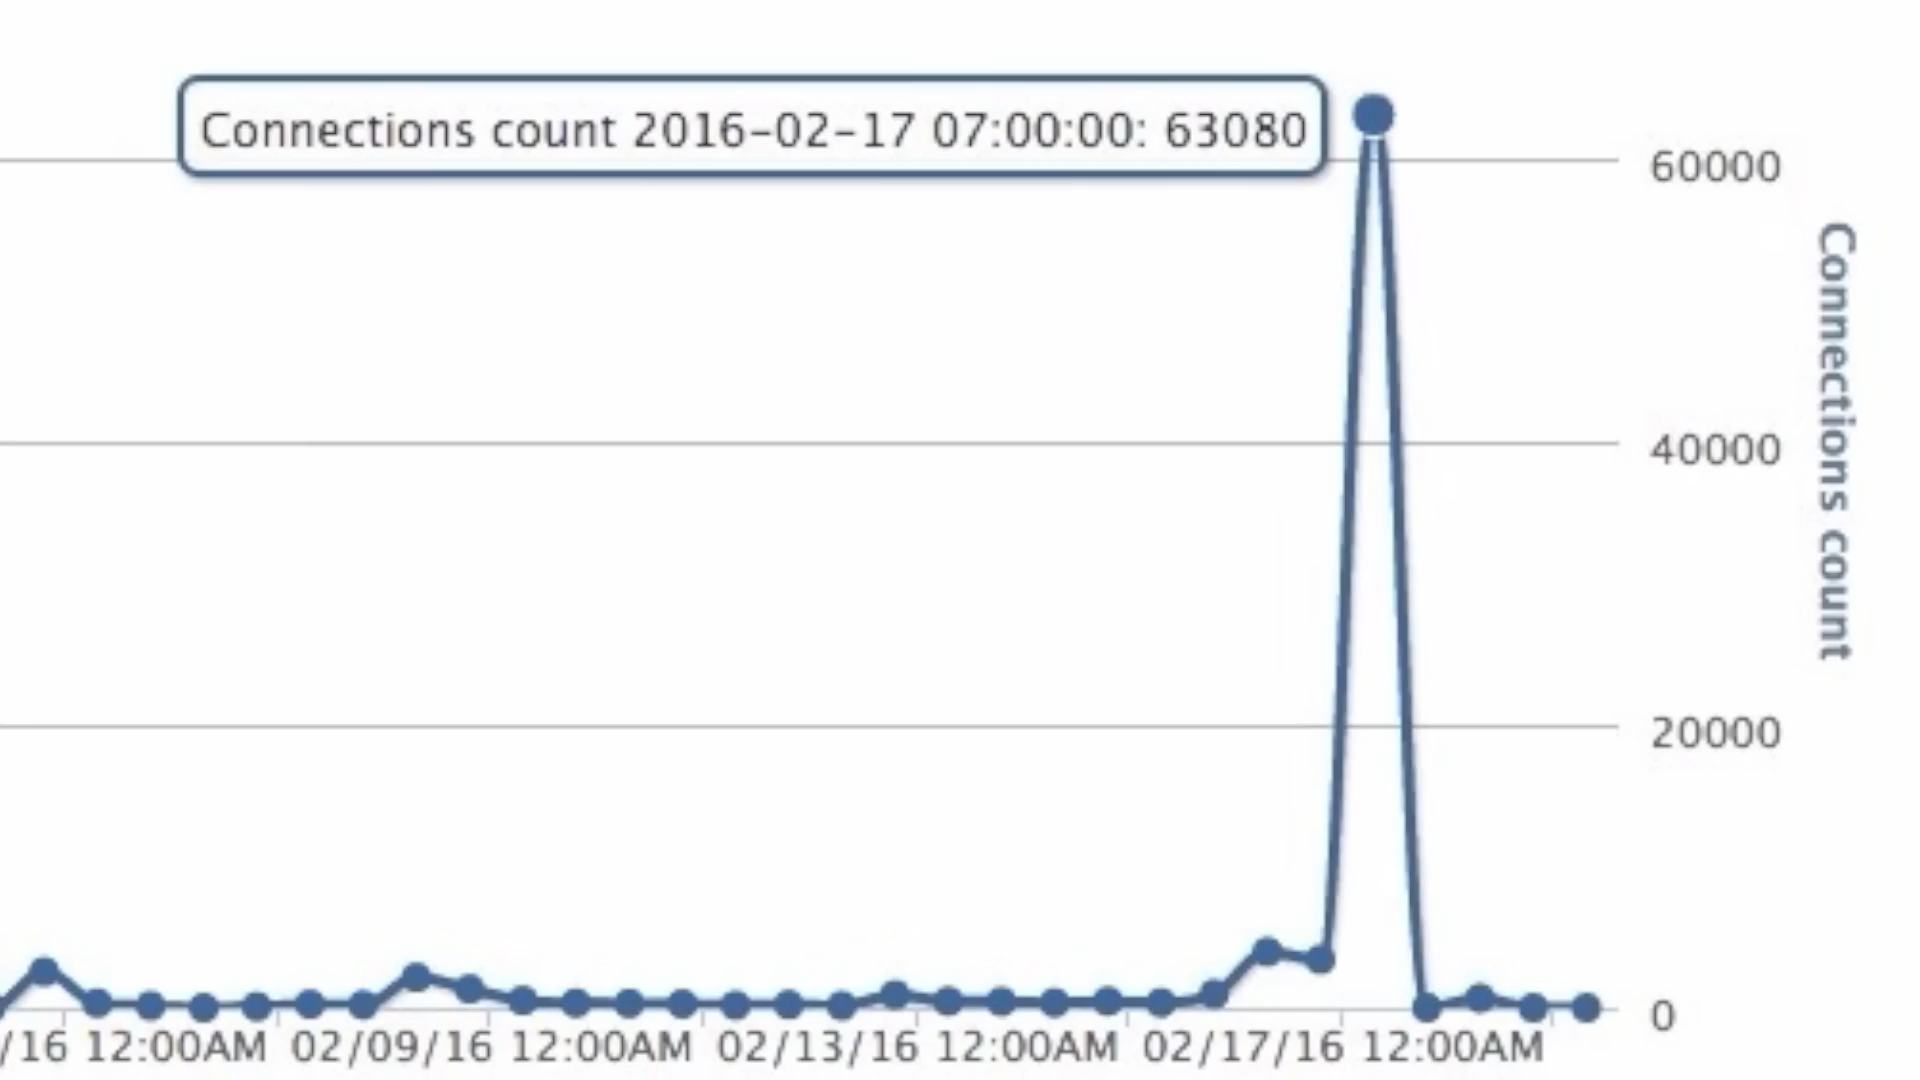 Connections count 2016-02-17 07:00:00: 63080
60000
40000
20000
0
Connections count
/16 12:00AM 02/09/16 12:00AM 02/13/16 12:00AM 02/17/16 12:00AM